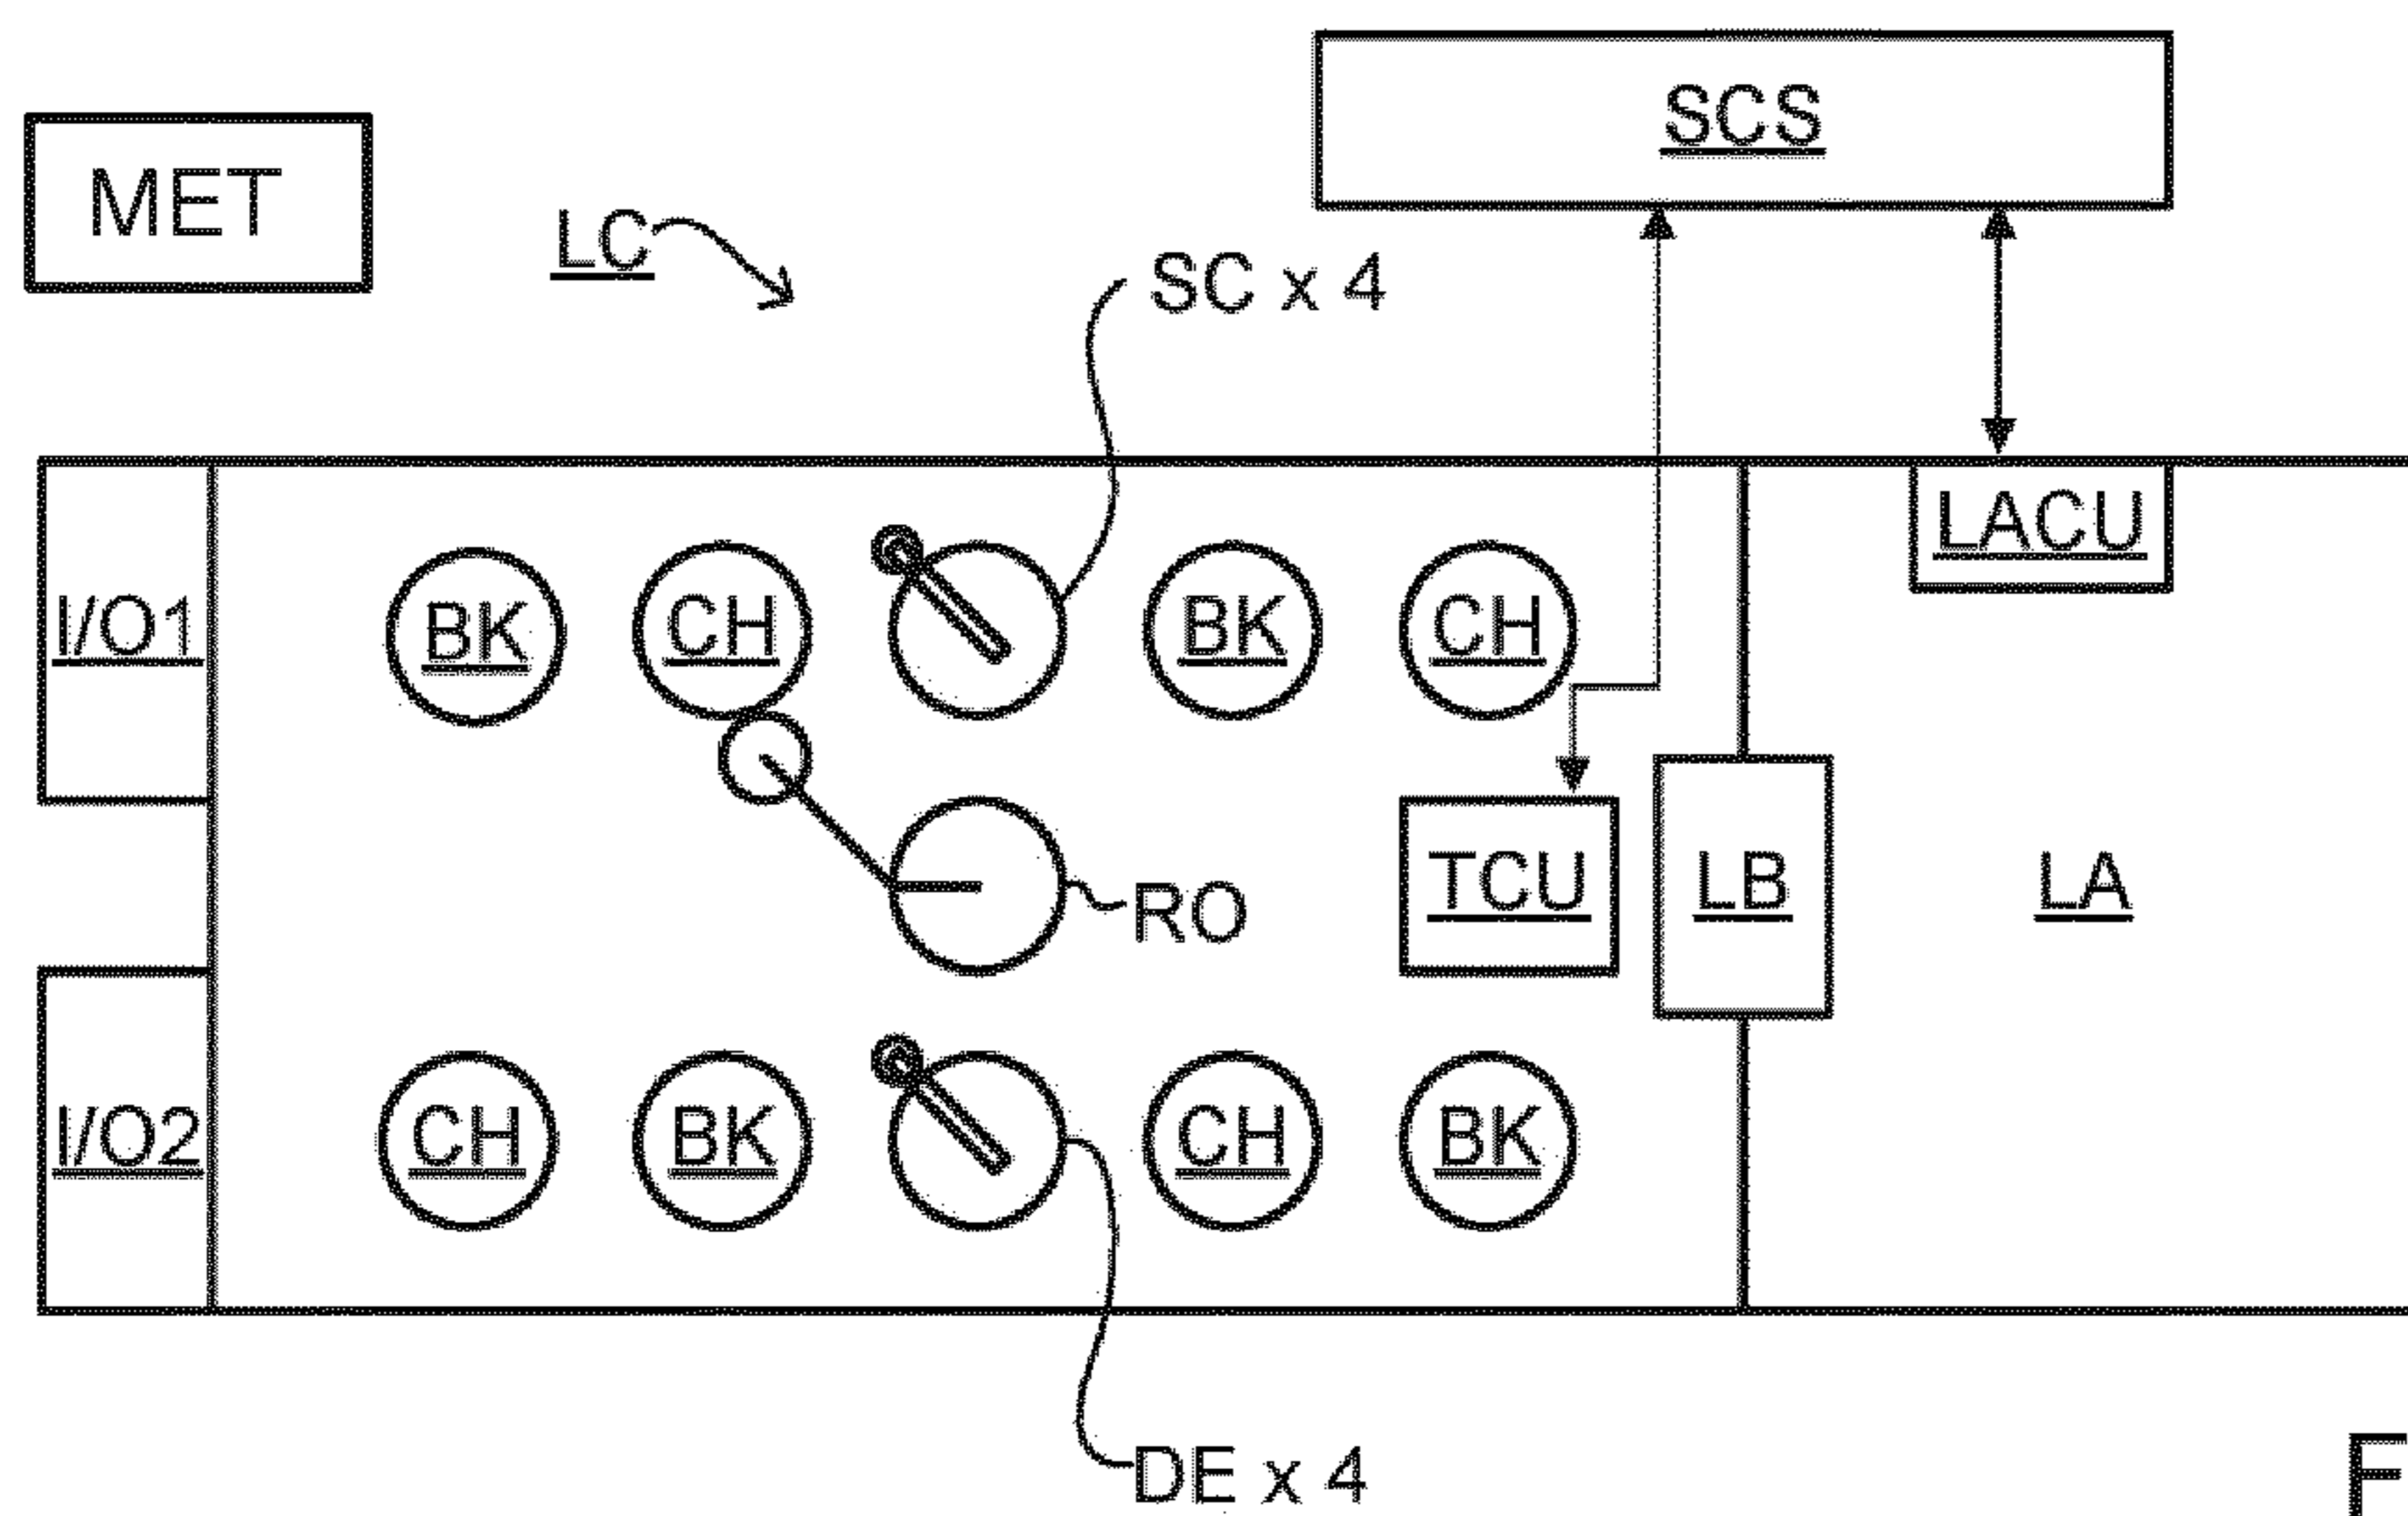 SCS
MET
LC
SC x 4
LACU
I/O1
BK
CH
BK
CH
TCU
LB
LA
RO
I/O2
CH
BK
CH
BK
DE x 4
F